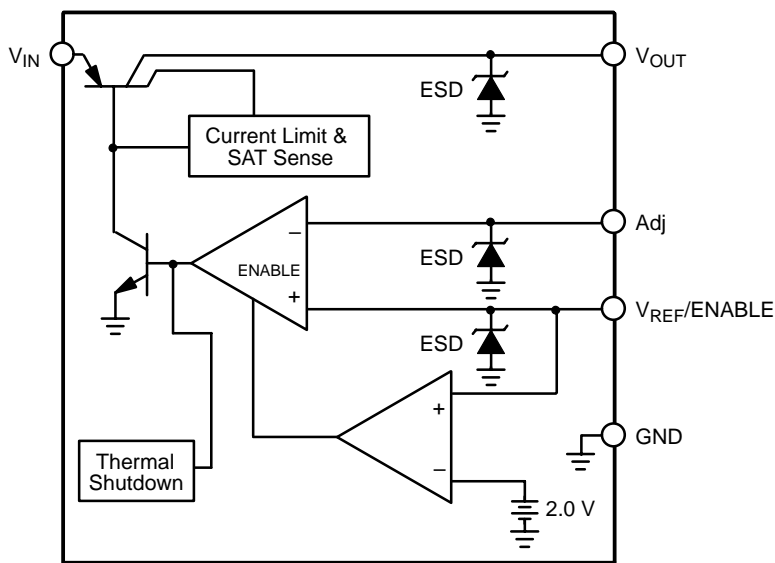 V_IN
V_OUT
ESD
Current Limit &
SAT Sense
Adj
−
ESD
ENABLE
+
V_REF/ENABLE
ESD
+
GND
−
Thermal
Shutdown
2.0 V